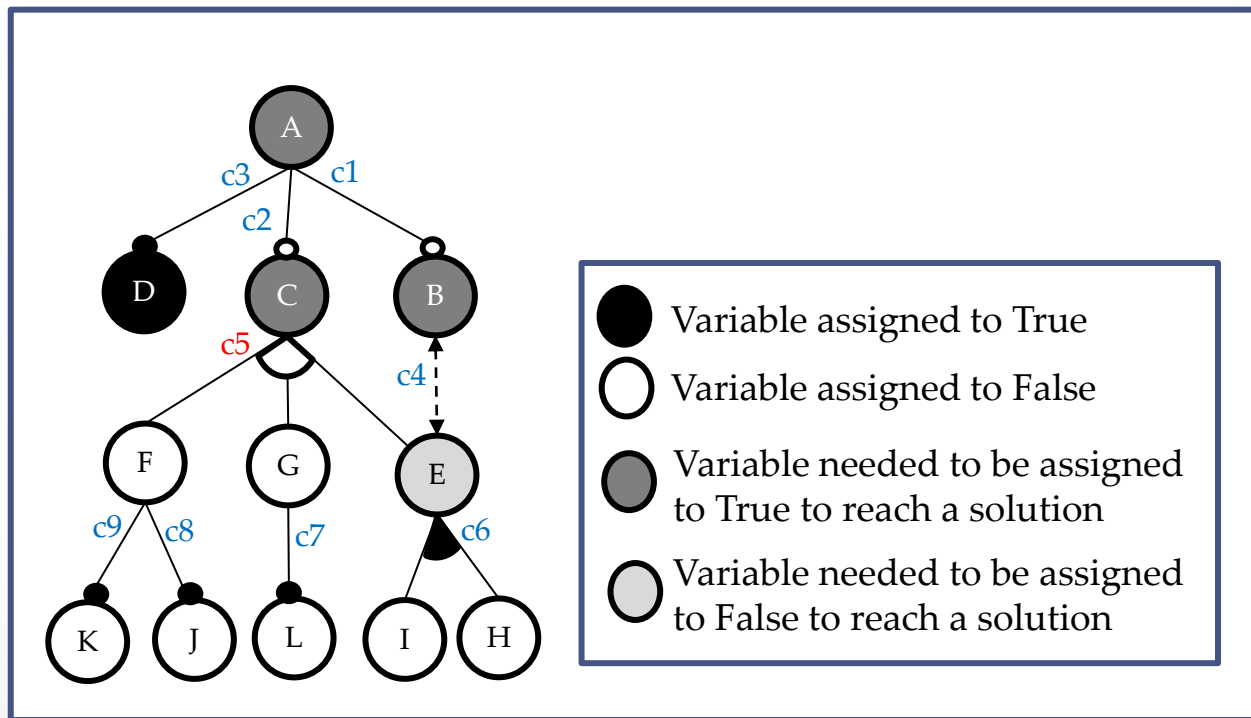 A
c3
c1
c2
D
C
B
c5
c4
F
G
E
c9
c8
c7
c6
K
J
L
I
H
Variable assigned to True
Variable assigned to False
Variable needed to be assigned
to True to reach a solution
Variable needed to be assigned
to False to reach a solution